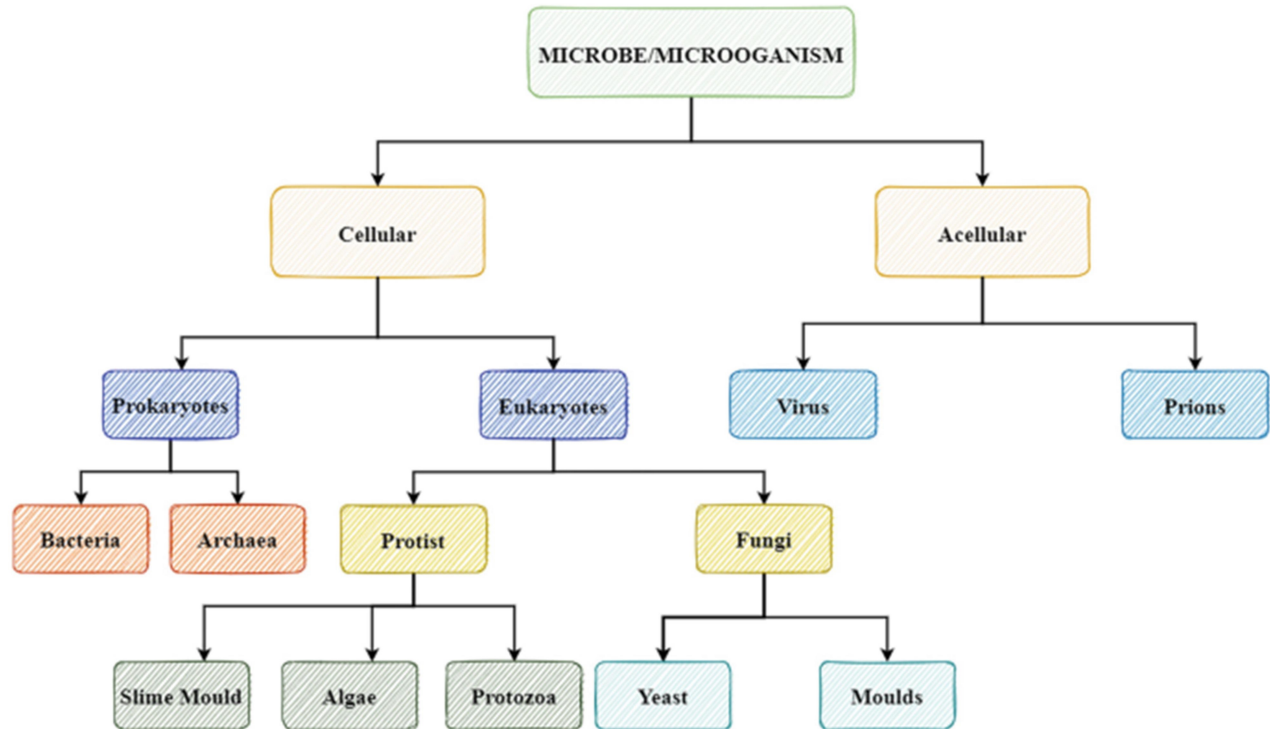 MICROBE/MICROOGANISM
Cellular
Acellular
Prokaryotes
Eukaryotes
Virus
Prions
Bacteria
Archaea
Protist
Fungi
Slime Mould
Algae
Protozoa
Yeast
Moulds